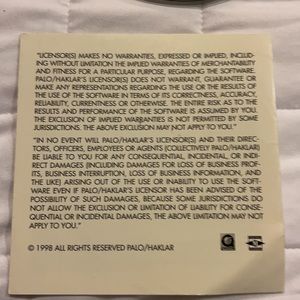 "LICENSOR(S) MAKES NO WARRANTIES, EXPRESSED OR IMPLIED, INCLUD-
ING WITHOUT LIMITATION THE IMPLIED WARRANTIES OF MERCHANTABILITY
AND FITNESS FOR A PARTICULAR PURPOSE, REGARDING THE SOFTWARE.
PALO/HAKLAR'S LICENSOR(S) DOES NOT WARRANT, GUARANTEE OR
MAKE ANY REPRESENTATIONS REGARDING THE USE OR THE RESULTS OF
THE USE OF THE SOFTWARE IN TERMS OF ITS CORRECTNESS, ACCURACY,
RELIABILITY, CURRENTNESS OR OTHERWISE. THE ENTIRE RISK AS TO THE
RESULTS AND PERFORMANCE OF THE SOFTWARE IS ASSUMED BY YOU.
THE EXCLUSION OF IMPLIED WARRANTIES IS NOT PERMITTED BY SOME
JURISDICTIONS. THE ABOVE EXCLUSION MAY NOT APPLY TO YOU."
"IN NO EVENT WILL PALO/HAKLAR'S LICENSOR(S) AND THEIR DIREC-
TORS, OFFICERS, EMPLOYEES OR AGENTS (COLLECTIVELY PALO/HAKLAR)
BE LIABLE TO YOU FOR ANY CONSEQUENTIAL, INCIDENTAL, OR INDI-
RECT DAMAGES (INCLUDING DAMAGES FOR LOSS OF BUSINESS PROF-
ITS, BUSINESS INTERRUPTION, LOSS OF BUSINESS INFORMATION, AND
THE LIKE) ARISING OUT OF THE USE OR INABILITY TO USE THE SOFT-
WARE EVEN IF PALO/HAKLAR'S LICENSOR HAS BEEN ADVISED OF THE
POSSIBILITY OF SUCH DAMAGES, BECAUSE SOME JURISDICTIONS DO
NOT ALLOW THE EXCLUSION OR LIMITATION OF LIABILITY FOR CONSE-
QUENTIAL OR INCIDENTAL DAMAGES, THE ABOVE LIMITATION MAY NOT
APPLY TO YOU."
© 1998 ALL RIGHTS RESERVED PALO/HAKLAR